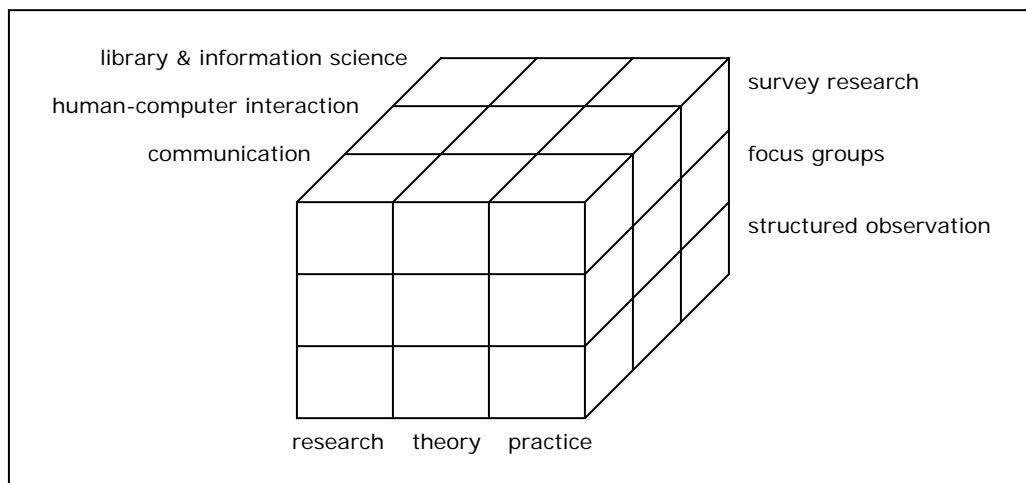 library & information science
human-computer interaction
communication
survey research
focus groups
structured observation
research theory practice